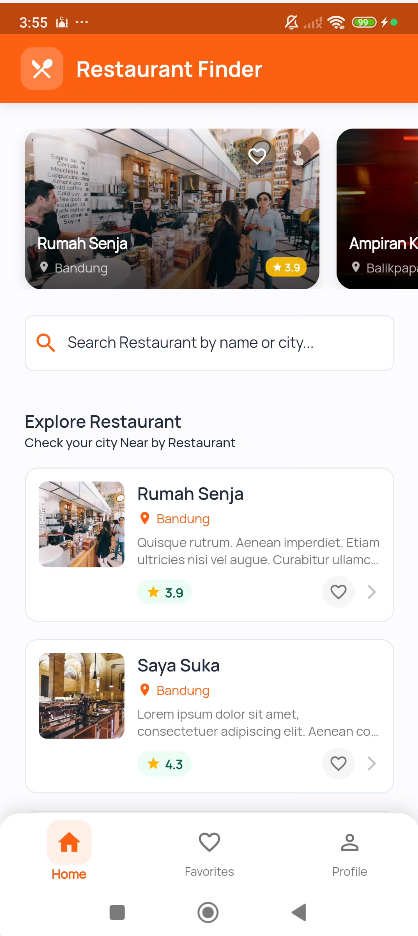 3:55
99
Restaurant Finder
Rumah Senja
Bandung
3.9
Ampiran K
Balikpap
Search Restaurant by name or city...
Explore Restaurant
Check your city Near by Restaurant
Rumah Senja
Bandung
Quisque rutrum. Aenean imperdiet. Etiam
ultricies nisi vel augue. Curabitur ullamc...
3.9
Saya Suka
Bandung
Lorem ipsum dolor sit amet,
consectetuer adipiscing elit. Aenean co...
4.3
Home
Favorites
Profile